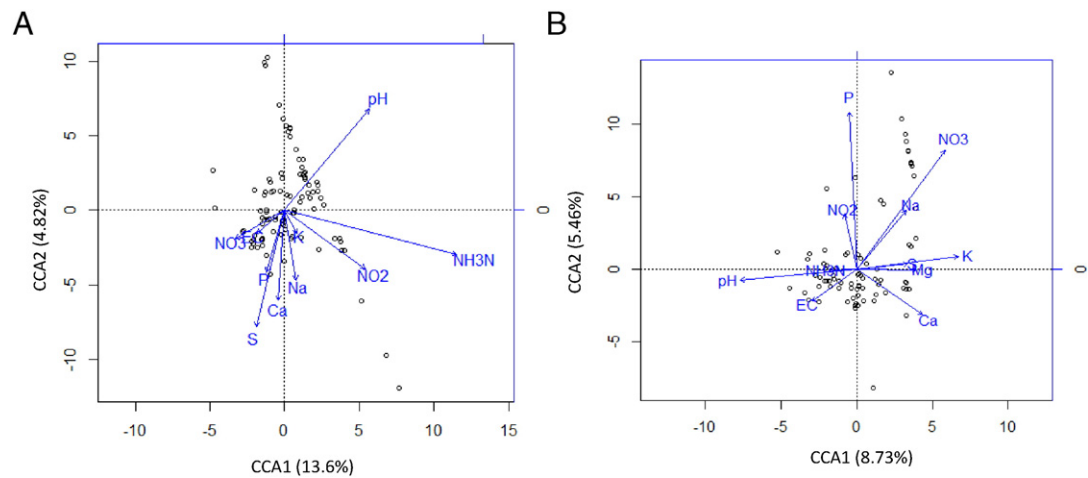 A
10
5
0
-5
-10
CCA2 (4.82%)
pH
NO3
K
P
Na
Ca
S
NO2
NH3N
0
-10
-5
0
5
10
15
CCA1 (13.6%)
B
10
5
0
-5
CCA2 (5.46%)
P
NO3
NO2
Na
K
NH3N
Mg
pH
EC
Ca
0
-10
-5
0
5
10
CCA1 (8.73%)